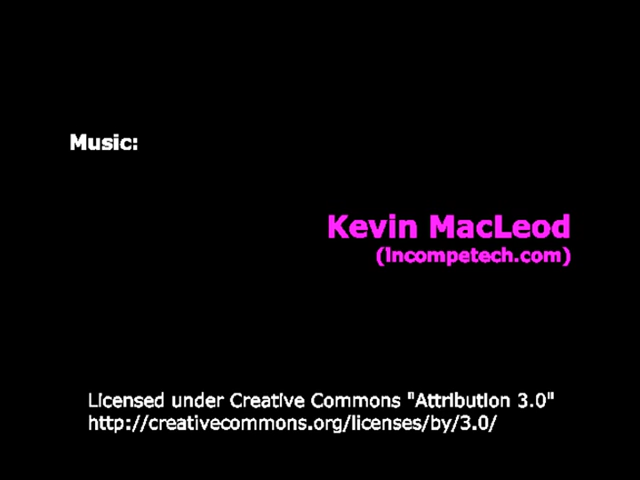 Music:
Kevin MacLeod
(Incompetech.com)
Licensed under Creative Commons "Attribution 3.0"
http://creativecommons.org/licenses/by/3.0/